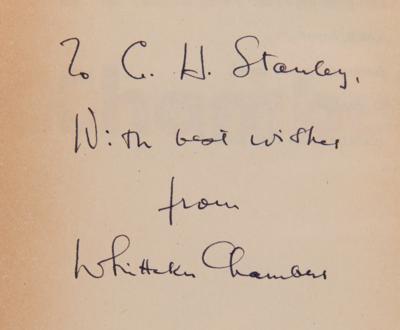 To C. H. Stanley.
With best wishes
from
Whittaker Chambers